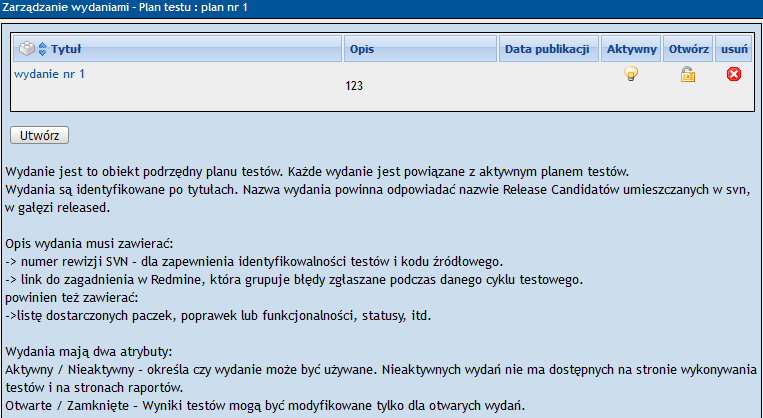 Zarządzanie wydaniami - Plan testu : plan nr 1
Tytuł Opis Data publikacji Aktywny Otwórz usuń
wydanie nr 1
123
Utwórz
Wydanie jest to obiekt podrzędny planu testów. Każde wydanie jest powiązane z aktywnym planem testów.
Wydania są identyfikowane po tytułach. Nazwa wydania powinna odpowiadać nazwie Release Candidatów umieszczanych w svn,
w gałęzi released.
Opis wydania musi zawierać:
-> numer rewizji SVN - dla zapewnienia identyfikowalności testów i kodu źródłowego.
-> link do zagadnienia w Redmine, która grupuje błędy zgłaszane podczas danego cyklu testowego.
powinien też zawierać:
->listę dostarczonych paczek, poprawek lub funkcjonalności, statusy, itd.
Wydania mają dwa atrybuty:
Aktywny / Nieaktywny - określa czy wydanie może być używane. Nieaktywnych wydań nie ma dostępnych na stronie wykonywania
testów i na stronach raportów.
Otwarte / Zamknięte - Wyniki testów mogą być modyfikowane tylko dla otwarych wydań.